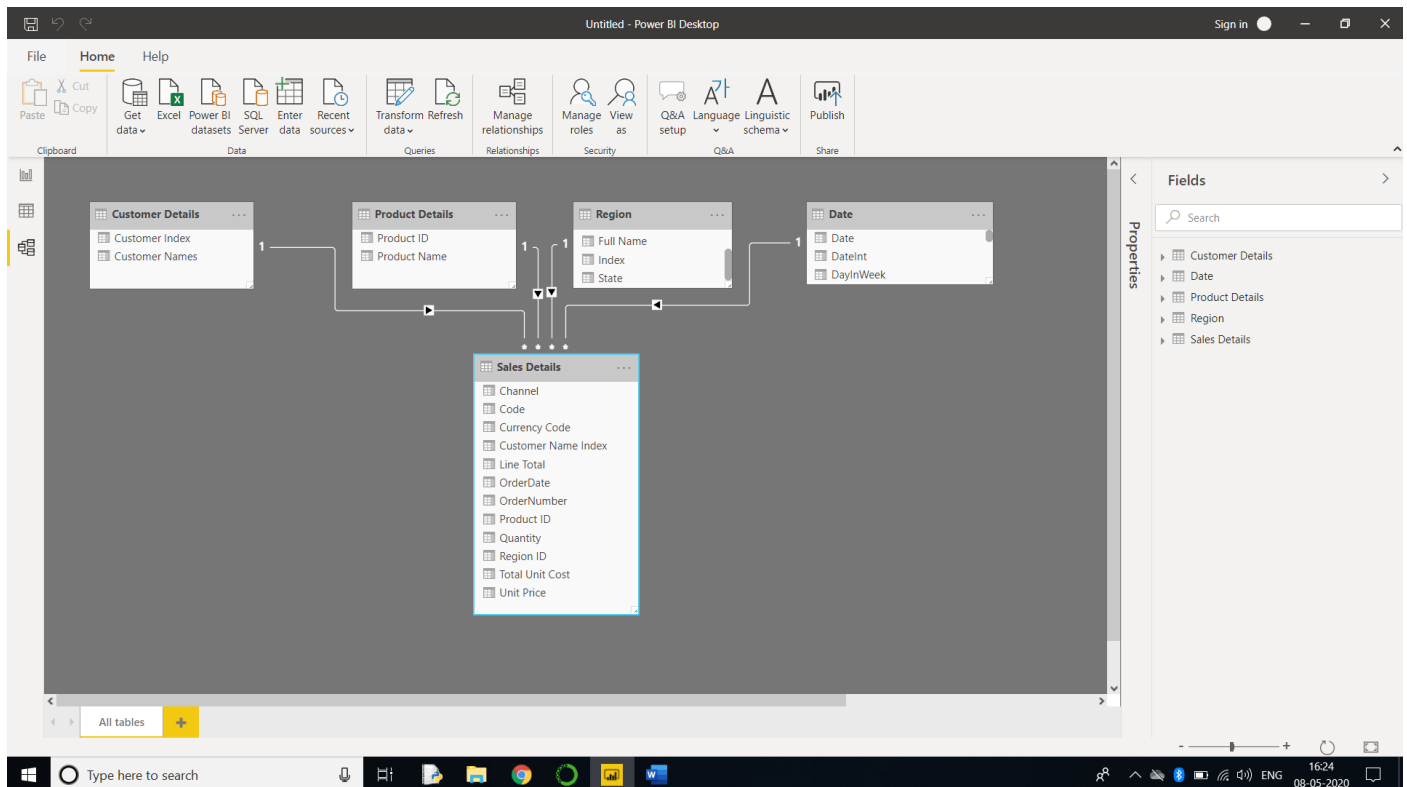 Untitled - Power BI Desktop
Sign in
File Home Help
Paste
Cut
Copy
Get data
Excel
Power BI datasets
SQL Server
Enter data
Recent sources
Transform data
Refresh
Manage relationships
Manage roles
View as
Q&A setup
Language
Linguistic schema
Publish
Clipboard
Data
Queries
Relationships
Security
Q&A
Share
Customer Details
Customer Index
Customer Names
1
Product Details
Product ID
Product Name
1
1
Region
Full Name
Index
State
1
Date
Date
DateInt
DayInWeek
* * * *
Sales Details
Channel
Code
Currency Code
Customer Name Index
Line Total
OrderDate
OrderNumber
Product ID
Quantity
Region ID
Total Unit Cost
Unit Price
Properties
Fields
Search
Customer Details
Date
Product Details
Region
Sales Details
All tables
Type here to search
ENG
16:24
08-05-2020